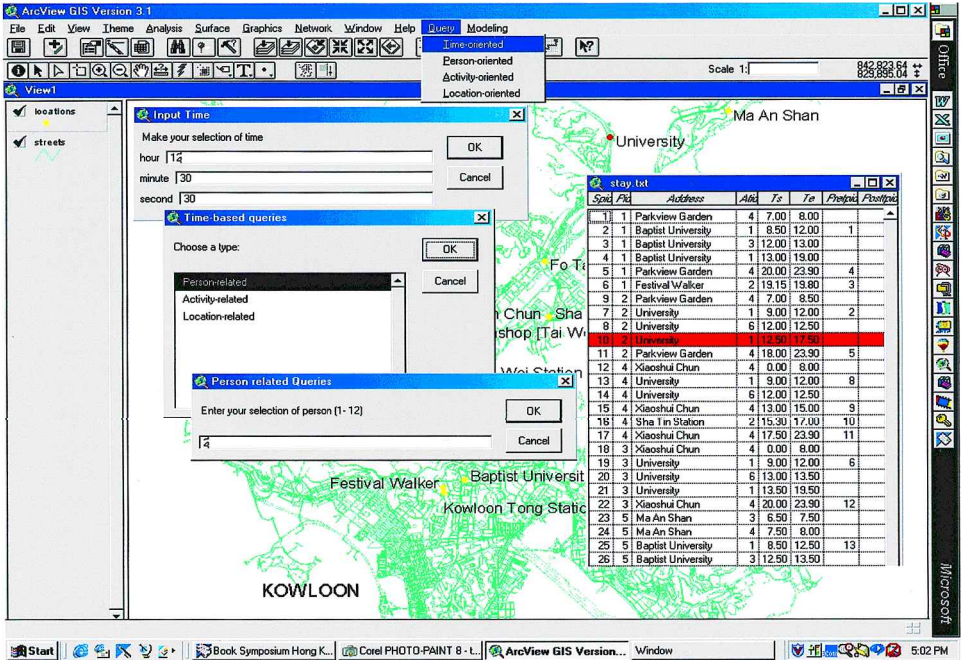 ArcView GIS Version 3.1
File Edit View Theme Analysis Surface Graphics Network Window Help Query Modeling
Time-oriented
Person-oriented
Activity-oriented
Location-oriented
Scale 1:
842,823.64
829,895.04
View1
locations
streets
Input Time
Make your selection of time
hour 12
minute 30
second 30
OK
Cancel
Time-based queries
Choose a type:
Person-related
Activity-related
Location-related
OK
Cancel
Person related Queries
Enter your selection of person (1-12)
OK
Cancel
Ma An Shan
University
Fo Ta
Chun Sha
shop [Tai W
Wei Station
Festival Walker
Baptist Universit
Kowloon Tong Static
KOWLOON
stay.txt
Spid Pid Address Atid Ts Te Pretpid Posttpid
1 1 Parkview Garden 4 7.00 8.00
2 1 Baptist University 1 8.50 12.00 1
3 1 Baptist University 3 12.00 13.00
4 1 Baptist University 1 13.00 19.00
5 1 Parkview Garden 4 20.00 23.90 4
6 1 Festival Walker 2 19.15 19.80 3
9 2 Parkview Garden 4 7.00 8.50
7 2 University 1 9.00 12.00 2
8 2 University 6 12.00 12.50
10 2 University 1 12.50 17.50
11 2 Parkview Garden 4 18.00 23.90 5
12 4 Xiaoshui Chun 4 0.00 8.00
13 4 University 1 9.00 12.00 8
14 4 University 6 12.00 12.50
15 4 Xiaoshui Chun 4 13.00 15.00 9
16 4 Sha Tin Station 2 15.30 17.00 10
17 4 Xiaoshui Chun 4 17.50 23.90 11
18 3 Xiaoshui Chun 4 0.00 8.00
19 3 University 1 9.00 12.00 6
20 3 University 6 13.00 13.50
21 3 University 1 13.50 19.50
22 3 Xiaoshui Chun 4 20.00 23.90 12
23 5 Ma An Shan 3 6.50 7.50
24 5 Ma An Shan 4 7.50 8.00
25 5 Baptist University 1 8.50 12.50 13
26 5 Baptist University 3 12.50 13.50
Office
Microsoft
Start
Book Symposium Hong K...
Corel PHOTO-PAINT 8 - t...
ArcView GIS Version...
Window
5:02 PM